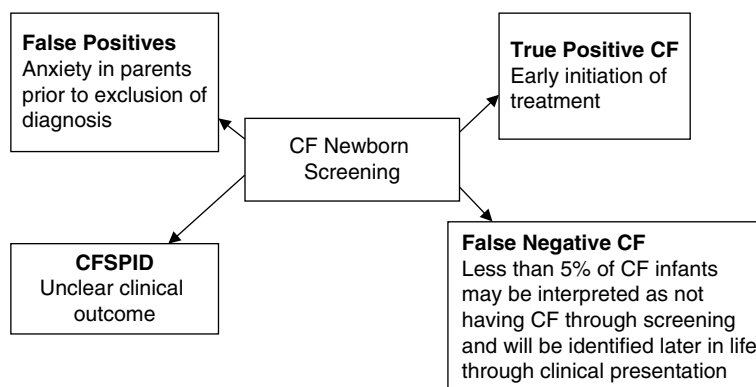 False Positives
Anxiety in parents
prior to exclusion of
diagnosis
True Positive CF
Early initiation of
treatment
CF Newborn
Screening
CFSPID
Unclear clinical
outcome
False Negative CF
Less than 5% of CF infants
may be interpreted as not
having CF through screening
and will be identified later in life
through clinical presentation